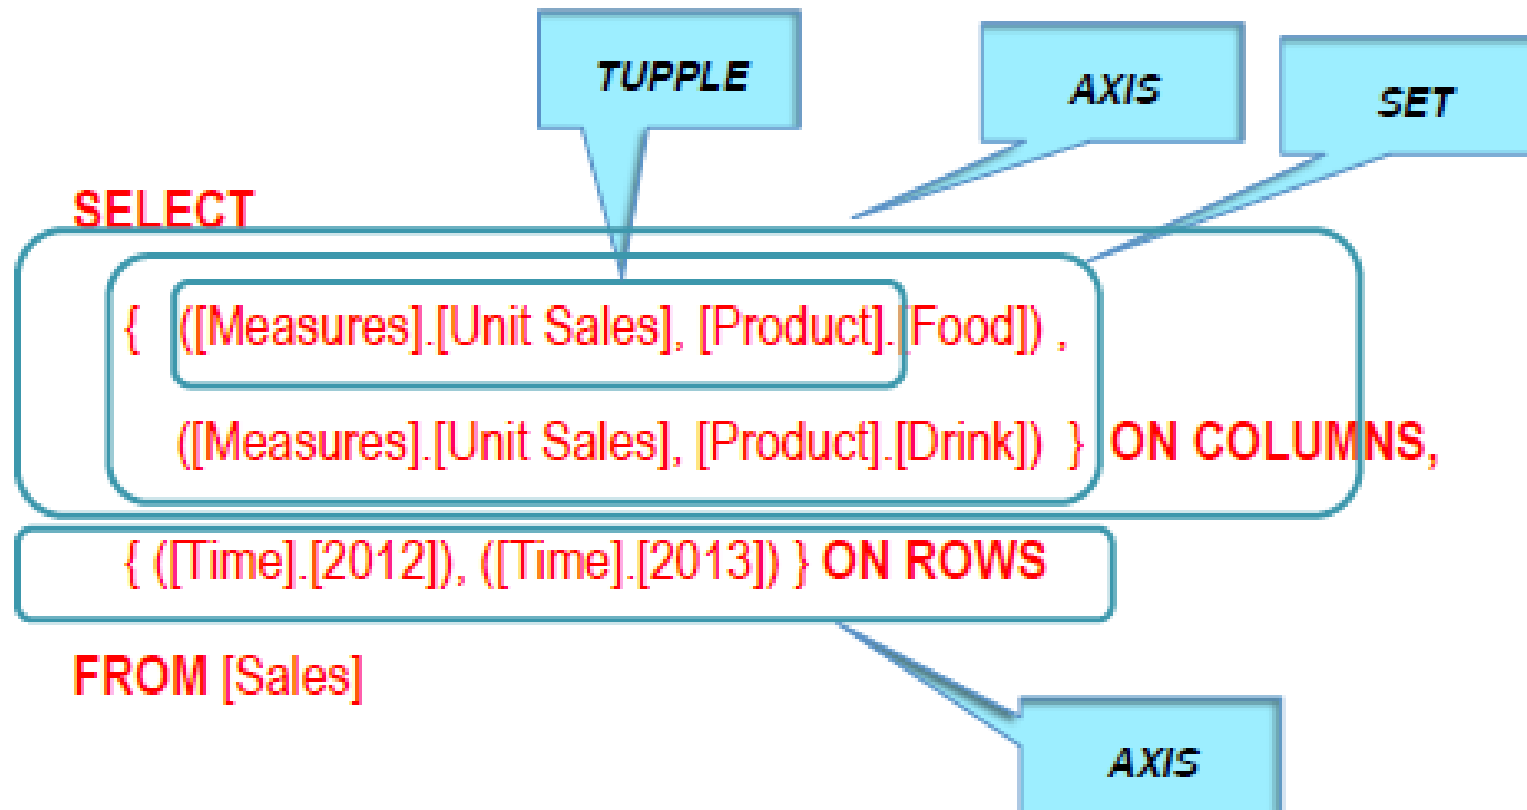 TUPPLE
AXIS
SET
SELECT
{ ([Measures].[Unit Sales], [Product].[Food]) ,
([Measures].[Unit Sales], [Product].[Drink]) } ON COLUMNS,
{ ([Time].[2012]), ([Time].[2013]) } ON ROWS
FROM [Sales]
AXIS